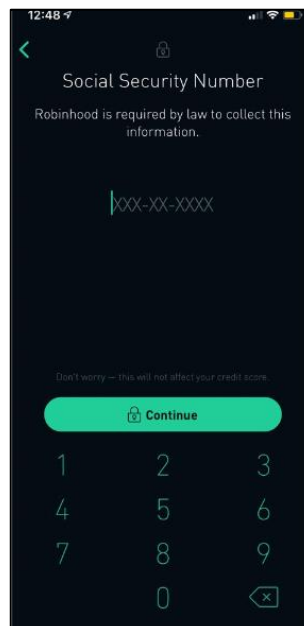 12:48
Social Security Number
Robinhood is required by law to collect this
information.
XXX-XX-XXXX
Don't worry — this will not affect your credit score.
Continue
1 2 3
4 5 6
7 8 9
0